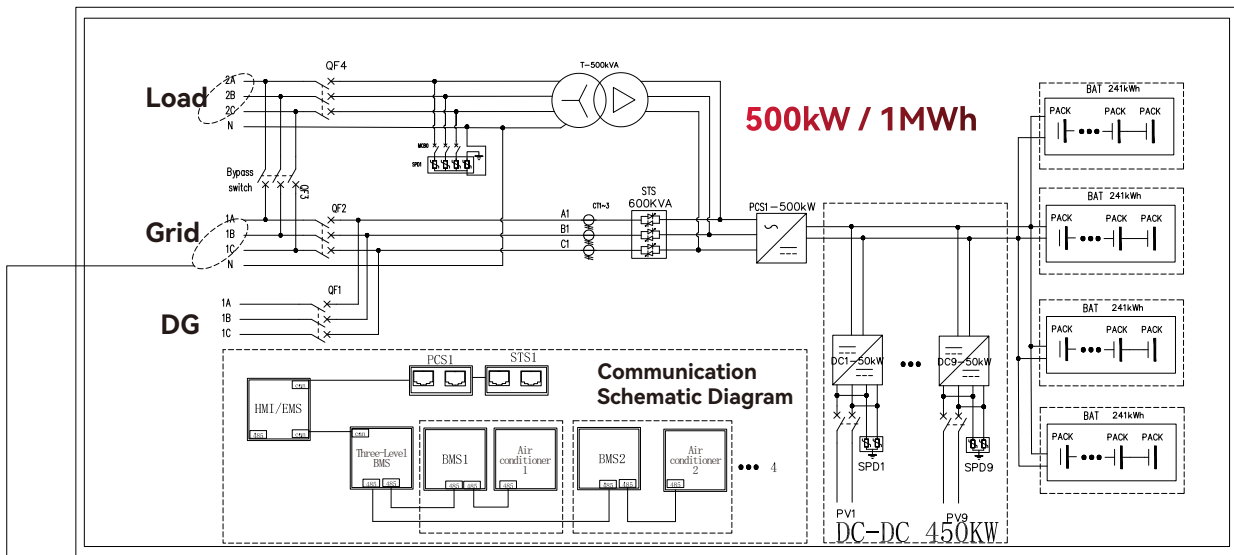 Load
2A
2B
2C
N
QF4
T-500kVA
MCB0
SPD1
500kW / 1MWh
Bypass
switch
QF3
Grid
1A
1B
1C
N
QF2
A1
B1
C1
CT1~3
STS
600KVA
PCS1-500kW
DG
1A
1B
1C
QF1
BAT 241kWh
PACK
PACK
PACK
BAT 241kWh
PACK
PACK
PACK
BAT 241kWh
PACK
PACK
PACK
BAT 241kWh
PACK
PACK
PACK
DC1-50kW
DC9-50kW
SPD1
SPD9
PV1
PV9
DC-DC 450KW
Communication
Schematic Diagram
PCS1
STS1
HMI/EMS
485
Three-Level
BMS
485
485
BMS1
485
485
Air
conditioner
1
485
BMS2
485
485
Air
conditioner
2
485
4